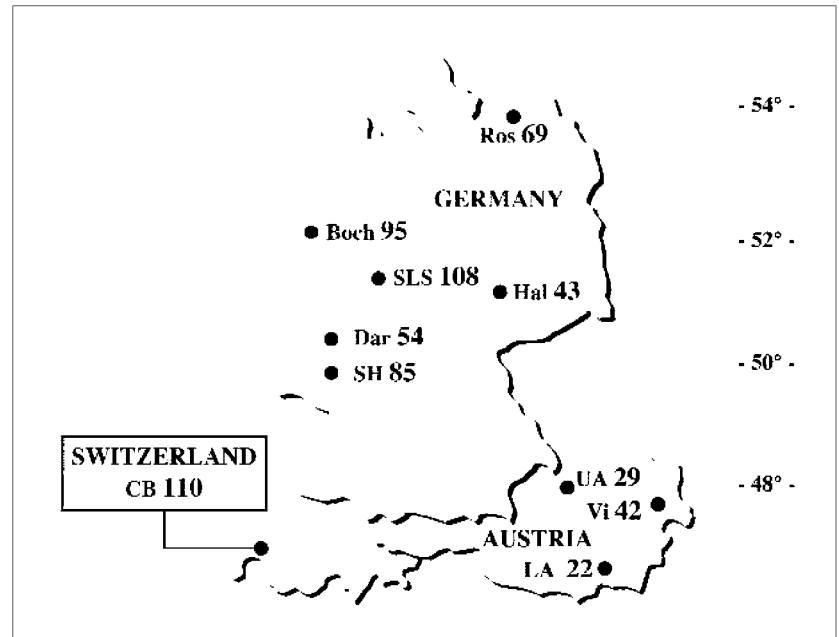 - 54° -
Ros 69
GERMANY
Boch 95
- 52° -
SLS 108
Hal 43
Dar 54
- 50° -
SH 85
SWITZERLAND
CB 110
UA 29
- 48° -
Vi 42
AUSTRIA
LA 22